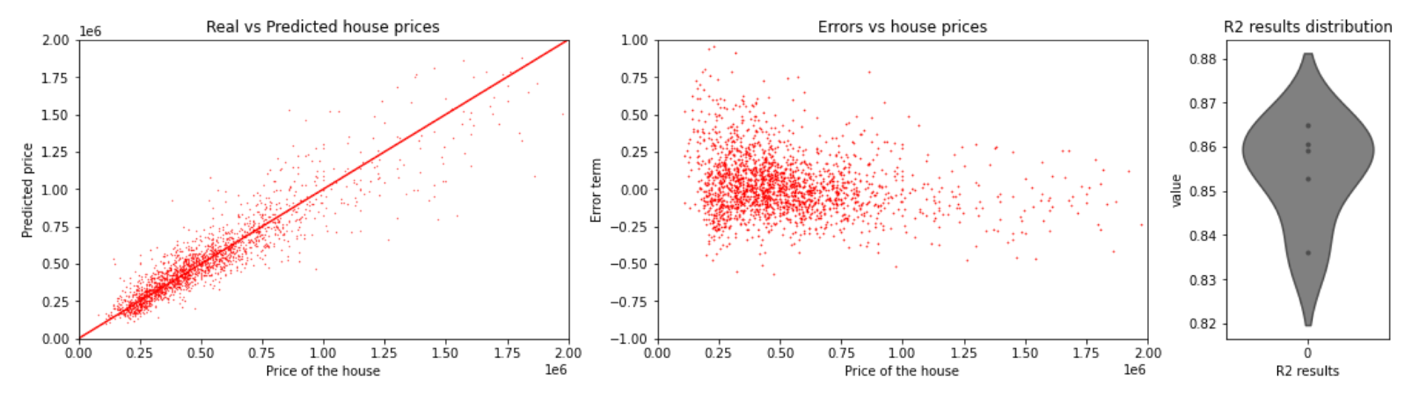 Real vs Predicted house prices
1e6
2.00
1.75
1.50
1.25
1.00
0.75
0.50
0.25
0.00
Predicted price
0.00 0.25 0.50 0.75 1.00 1.25 1.50 1.75 2.00
Price of the house
1e6
Errors vs house prices
1.00
0.75
0.50
0.25
0.00
−0.25
−0.50
−0.75
−1.00
Error term
0.00 0.25 0.50 0.75 1.00 1.25 1.50 1.75 2.00
Price of the house
1e6
R2 results distribution
0.88
0.87
0.86
0.85
0.84
0.83
0.82
value
0
R2 results